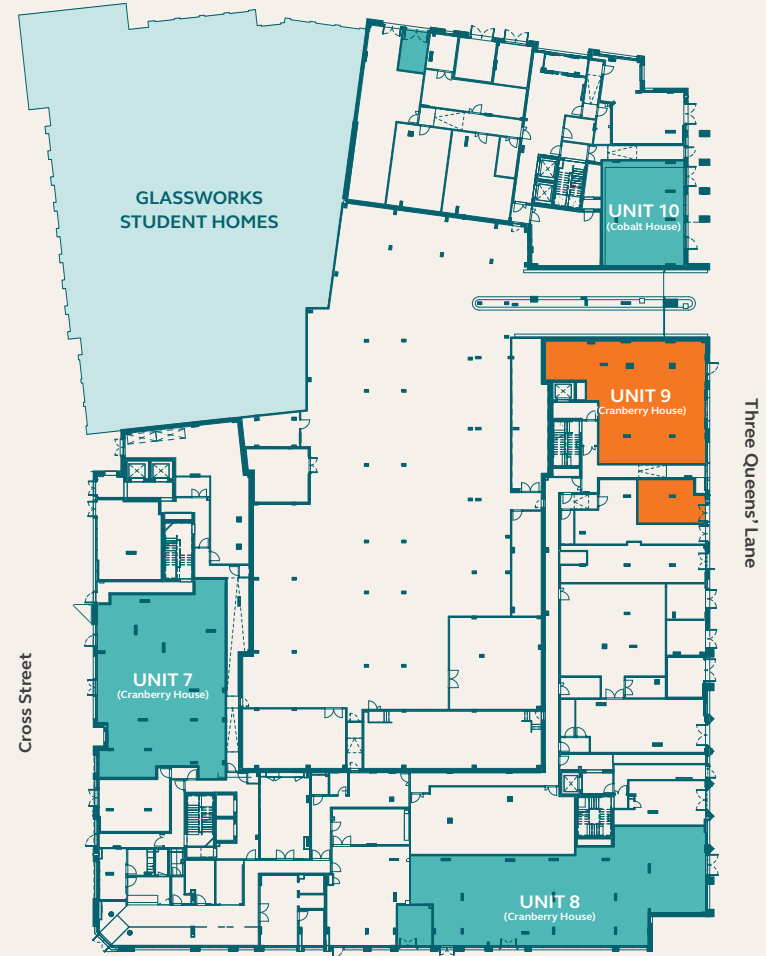 GLASSWORKS
STUDENT HOMES
UNIT 10
(Cobalt House)
UNIT 9
(Cranberry House)
Three Queens’ Lane
UNIT 7
(Cranberry House)
Cross Street
UNIT 8
(Cranberry House)